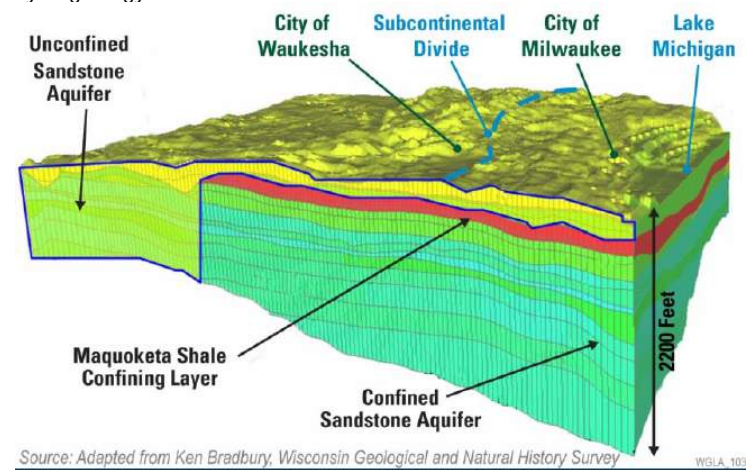 City of
Waukesha
Subcontinental
Divide
City of
Milwaukee
Lake
Michigan
Unconfined
Sandstone
Aquifer
2200 Feet
Maquoketa Shale
Confining Layer
Confined
Sandstone Aquifer
Source: Adapted from Ken Bradbury, Wisconsin Geological and Natural History Survey
WGLA_103